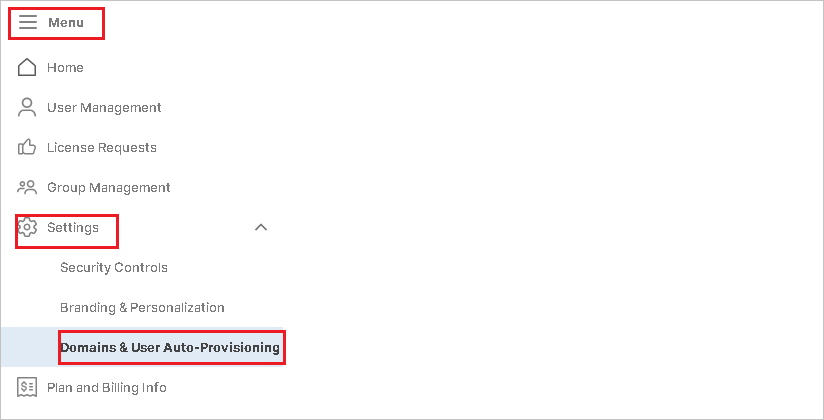 Menu
Home
User Management
License Requests
Group Management
Settings
Security Controls
Branding & Personalization
Domains & User Auto-Provisioning
Plan and Billing Info